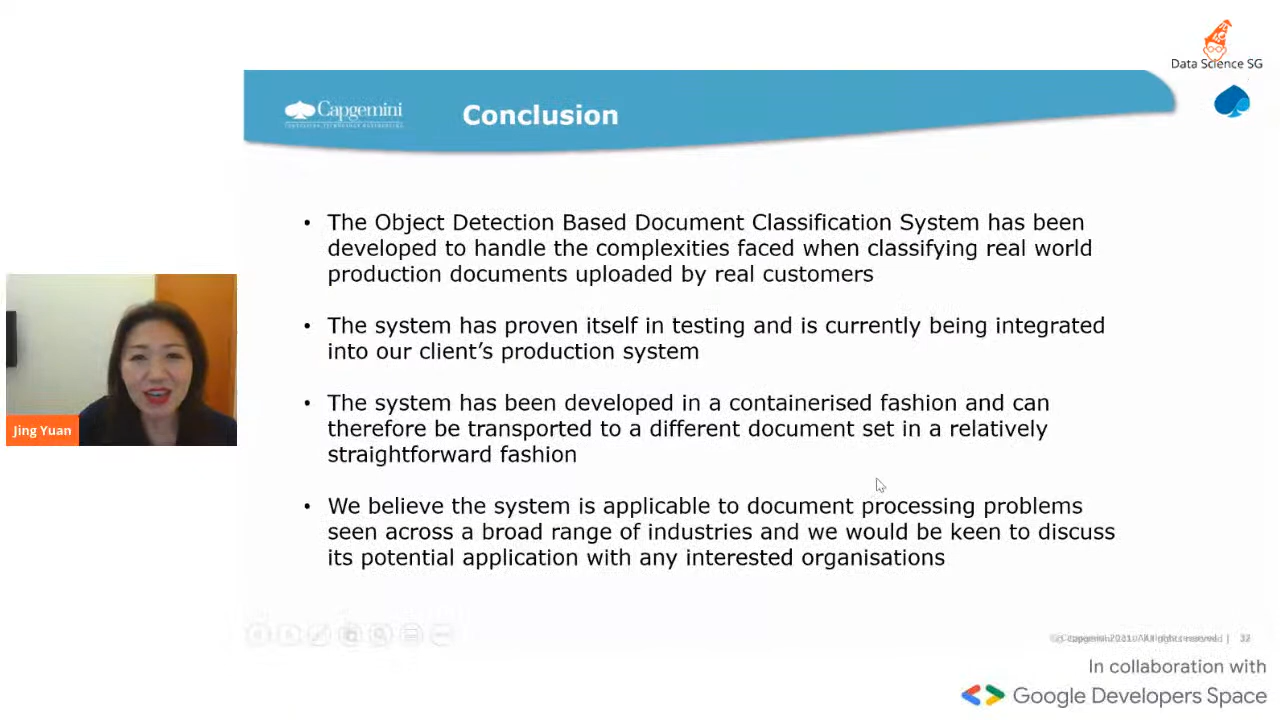 Data Science SG
Capgemini
Conclusion
• The Object Detection Based Document Classification System has been
developed to handle the complexities faced when classifying real world
production documents uploaded by real customers
• The system has proven itself in testing and is currently being integrated
into our client's production system
• The system has been developed in a containerised fashion and can
therefore be transported to a different document set in a relatively
straightforward fashion
Jing Yuan
• We believe the system is applicable to document processing problems
seen across a broad range of industries and we would be keen to discuss
its potential application with any interested organisations
In collaboration with
Google Developers Space